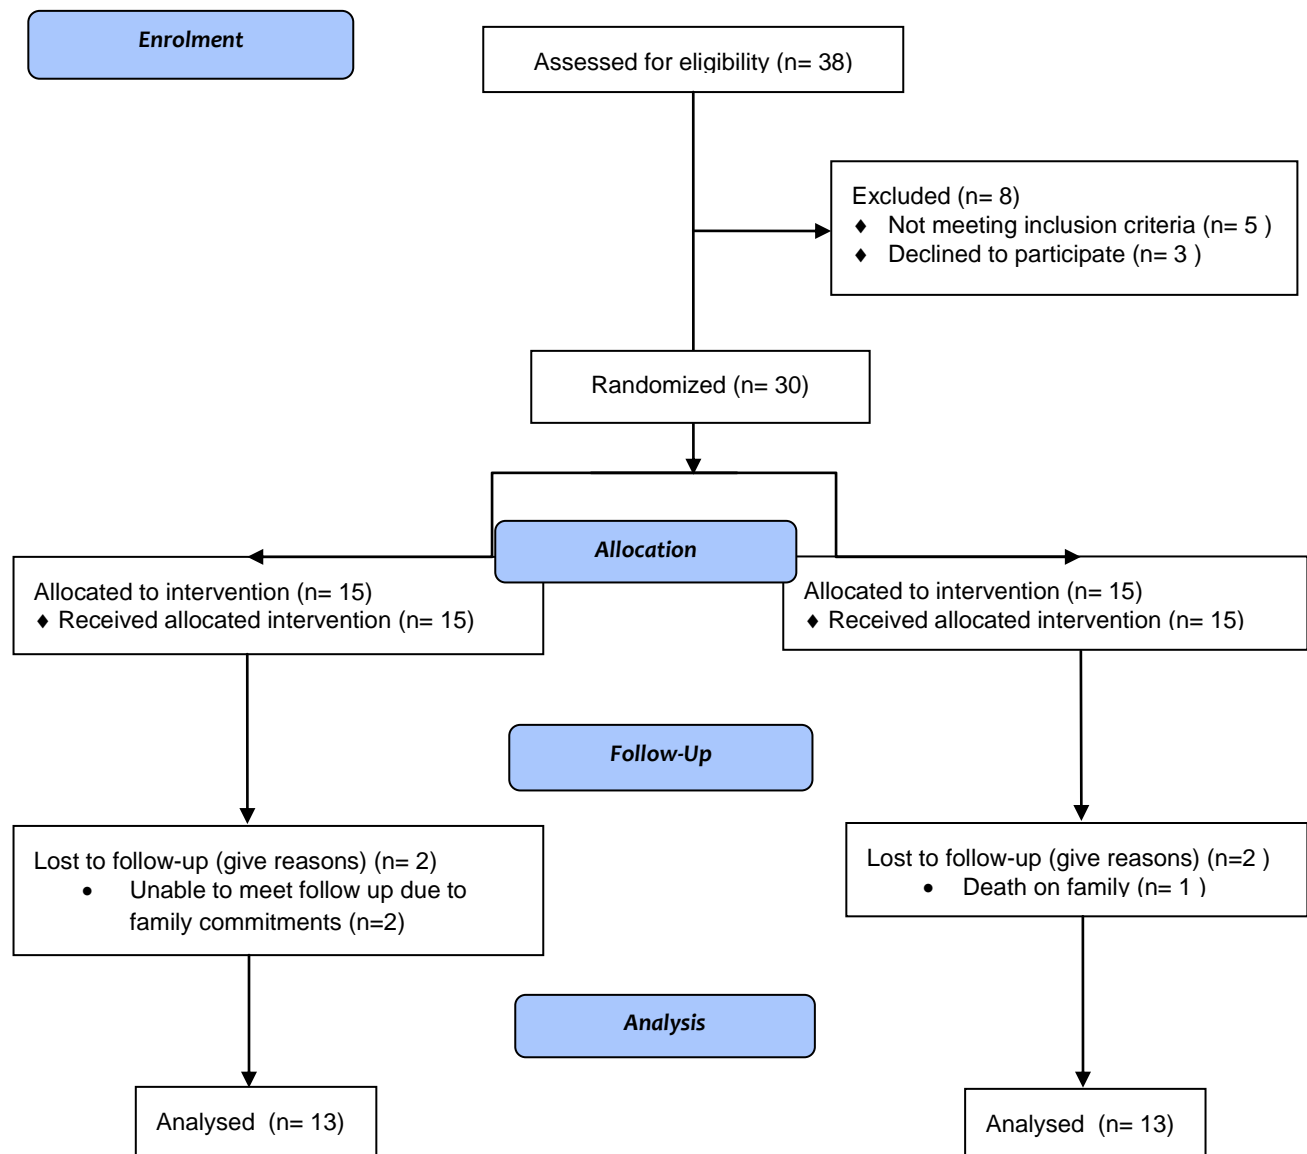 Enrolment
Assessed for eligibility (n= 38)
Excluded (n= 8)
♦ Not meeting inclusion criteria (n= 5 )
♦ Declined to participate (n= 3 )
Randomized (n= 30)
Allocation
Allocated to intervention (n= 15)
♦ Received allocated intervention (n= 15)
Allocated to intervention (n= 15)
♦ Received allocated intervention (n= 15)
Follow-Up
Lost to follow-up (give reasons) (n= 2)
• Unable to meet follow up due to
family commitments (n=2)
Lost to follow-up (give reasons) (n=2 )
• Death on family (n= 1 )
Analysis
Analysed (n= 13)
Analysed (n= 13)